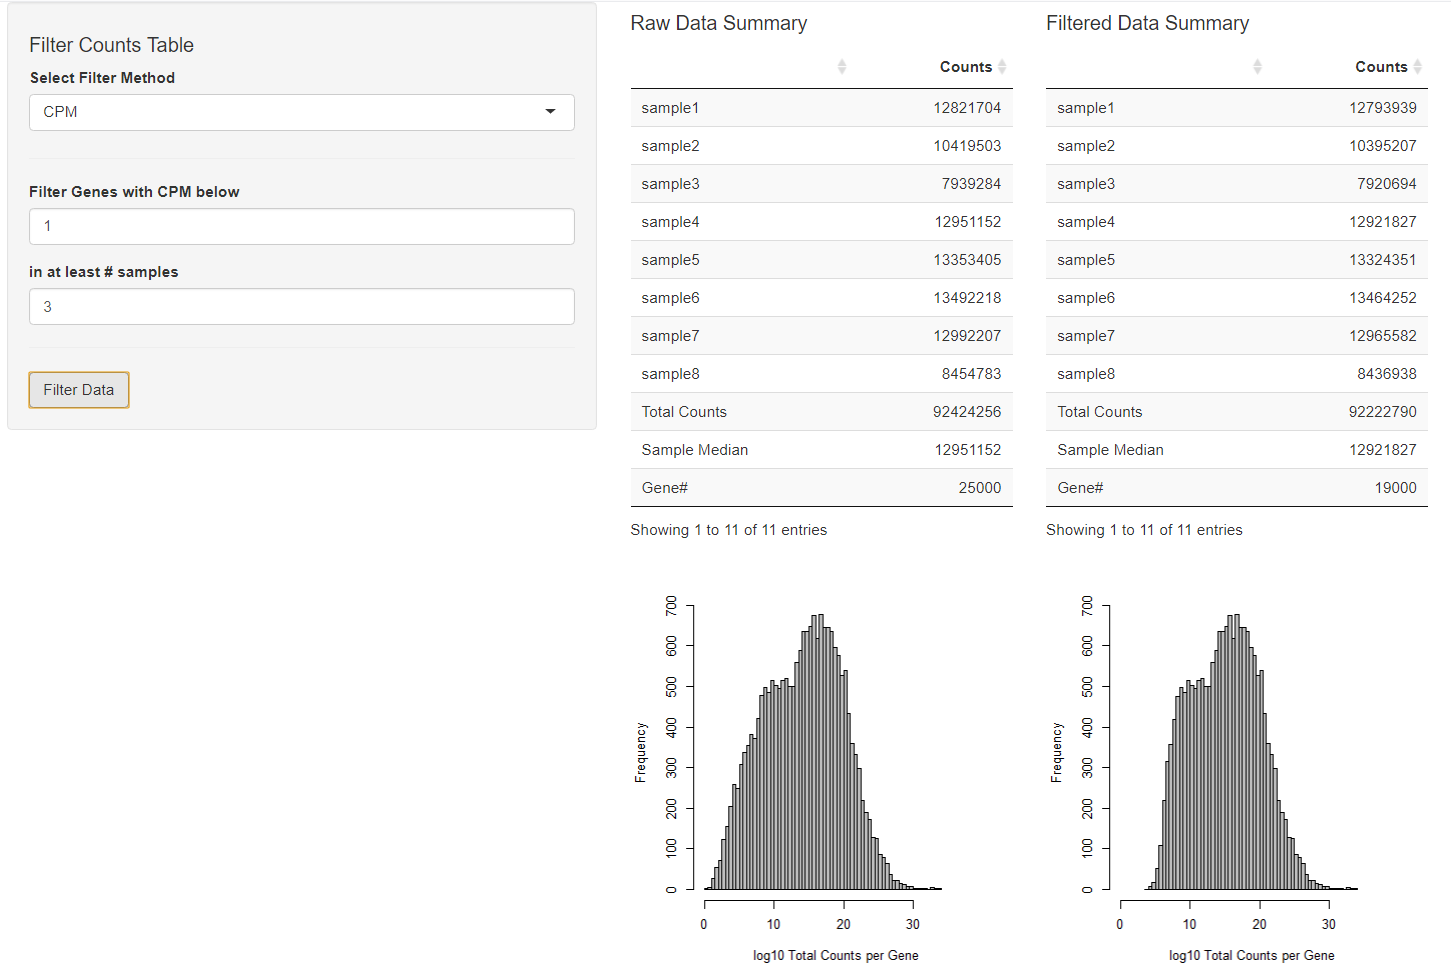 Filter Counts Table
Select Filter Method
CPM
Filter Genes with CPM below
1
in at least # samples
3
Filter Data
Raw Data Summary
Counts
sample1 12821704
sample2 10419503
sample3 7939284
sample4 12951152
sample5 13353405
sample6 13492218
sample7 12992207
sample8 8454783
Total Counts 92424256
Sample Median 12951152
Gene# 25000
Showing 1 to 11 of 11 entries
Filtered Data Summary
Counts
sample1 12793939
sample2 10395207
sample3 7920694
sample4 12921827
sample5 13324351
sample6 13464252
sample7 12965582
sample8 8436938
Total Counts 92222790
Sample Median 12921827
Gene# 19000
Showing 1 to 11 of 11 entries
Frequency
700
600
500
400
300
200
100
0
0 10 20 30
log10 Total Counts per Gene
Frequency
700
600
500
400
300
200
100
0
0 10 20 30
log10 Total Counts per Gene